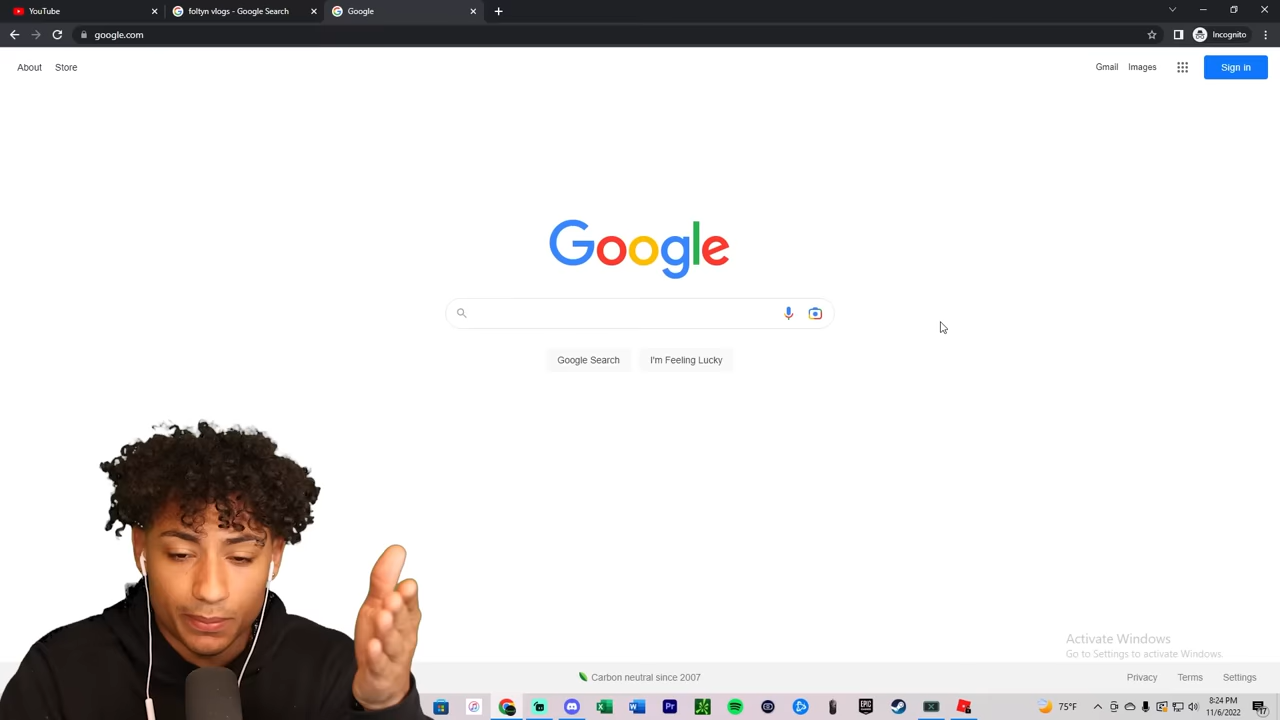 YouTube
foltyn vlogs - Google Search
Google
google.com
Incognito
About Store
Gmail Images Sign in
Google
Google Search I'm Feeling Lucky
Activate Windows
Go to Settings to activate Windows.
Carbon neutral since 2007
Privacy Terms Settings
75°F
8:24 PM
11/6/2022